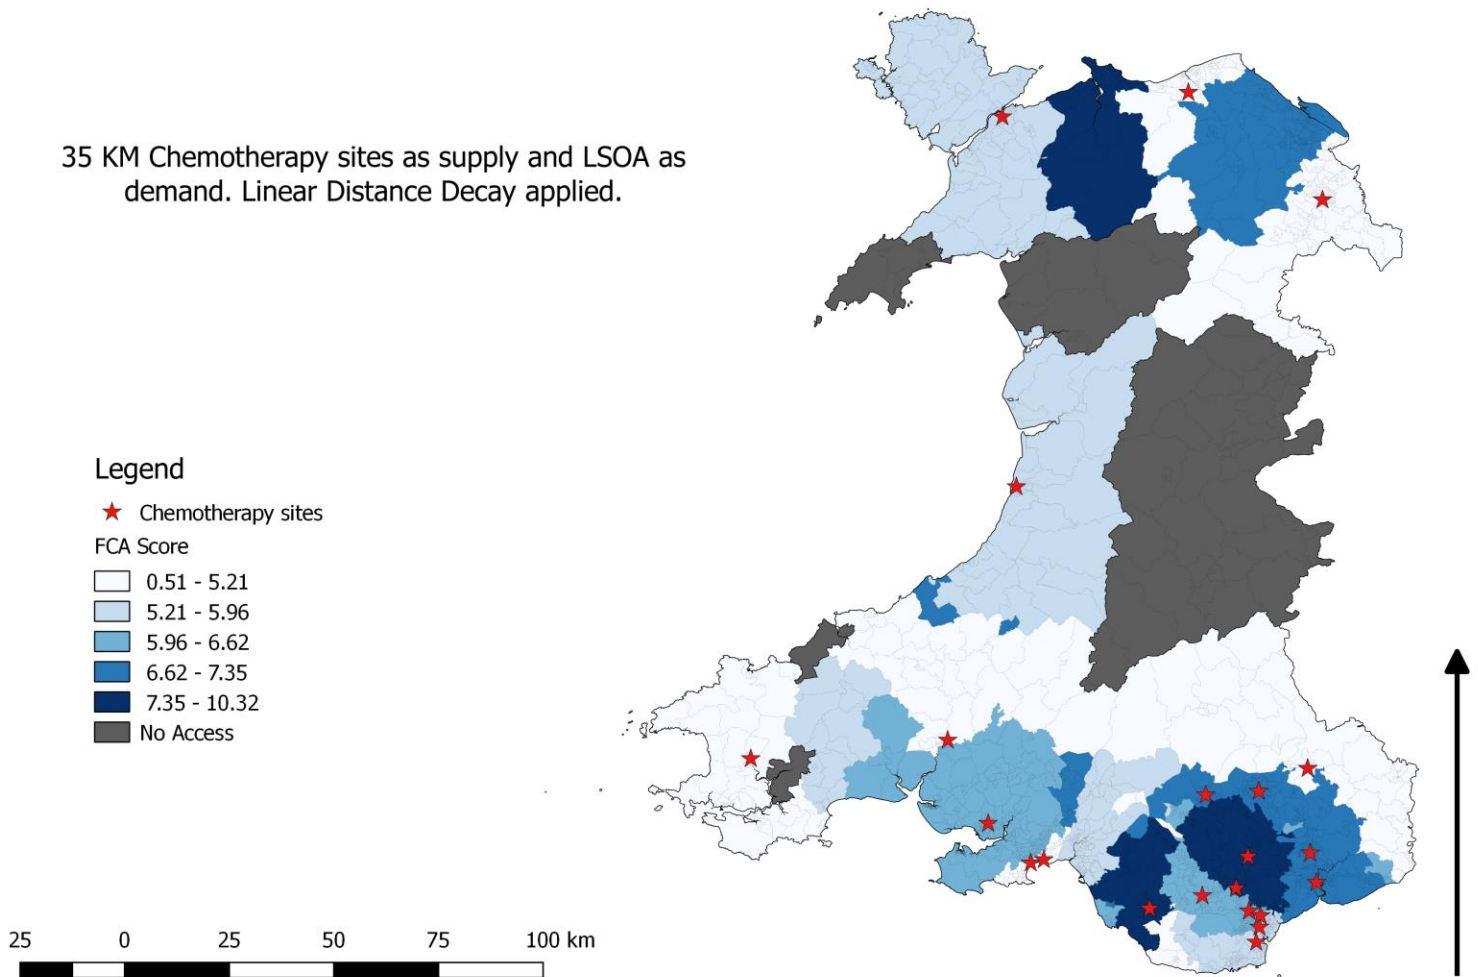 35 KM Chemotherapy sites as supply and LSOA as
demand. Linear Distance Decay applied.
Legend
Chemotherapy sites
FCA Score
0.51 - 5.21
5.21 - 5.96
5.96 - 6.62
6.62 - 7.35
7.35 - 10.32
No Access
25 0 25 50 75 100 km